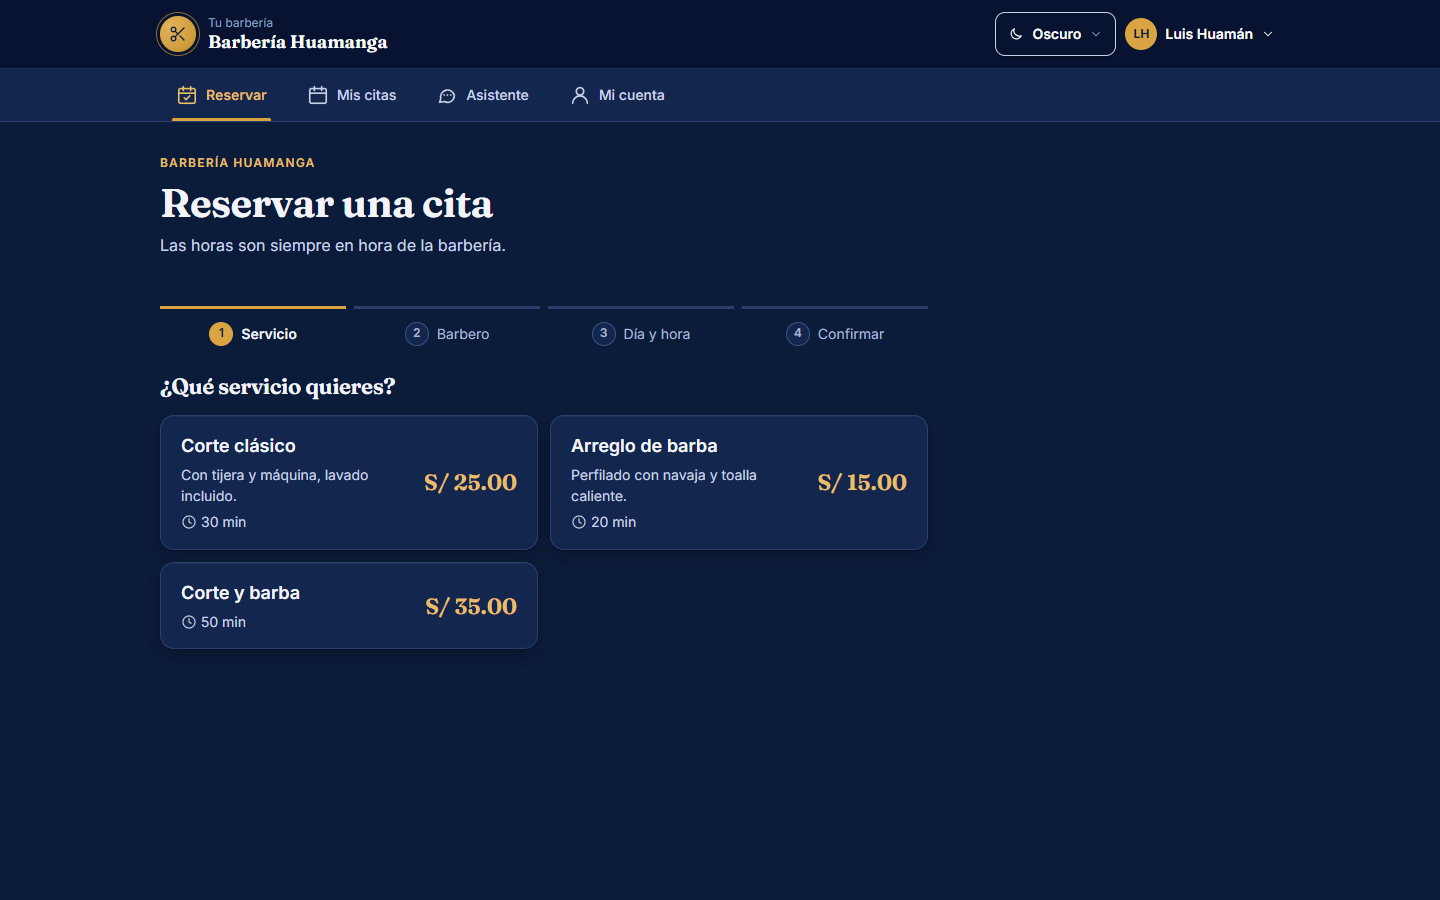 Tu barbería
Barbería Huamanga
Oscuro
LH
Luis Huamán
Reservar
Mis citas
Asistente
Mi cuenta
BARBERÍA HUAMANGA
Reservar una cita
Las horas son siempre en hora de la barbería.
1 Servicio
2 Barbero
3 Día y hora
4 Confirmar
¿Qué servicio quieres?
Corte clásico
Con tijera y máquina, lavado
incluido.
30 min
S/ 25.00
Arreglo de barba
Perfilado con navaja y toalla
caliente.
20 min
S/ 15.00
Corte y barba
50 min
S/ 35.00